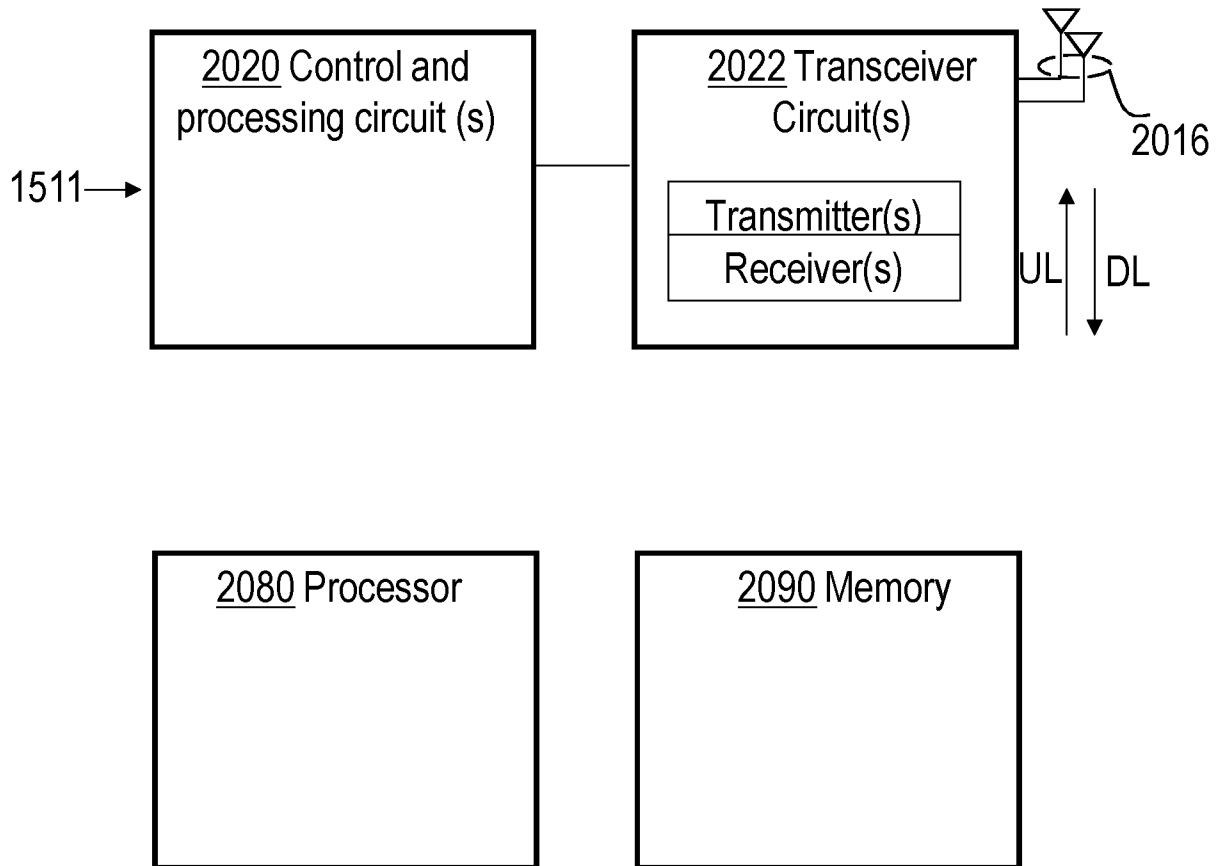 2020 Control and
processing circuit (s)
2022 Transceiver
Circuit(s)
2016
1511
Transmitter(s)
Receiver(s)
UL
DL
2080 Processor
2090 Memory